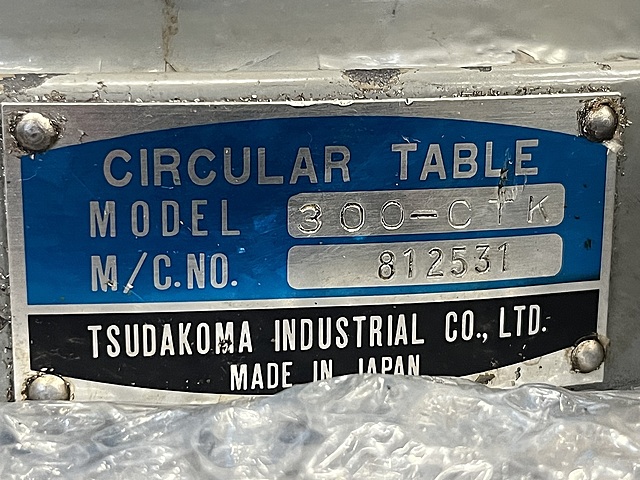 CIRCULAR TABLE
MODEL 300-CTK
M/C.NO. 812531
TSUDAKOMA INDUSTRIAL CO., LTD.
MADE IN JAPAN